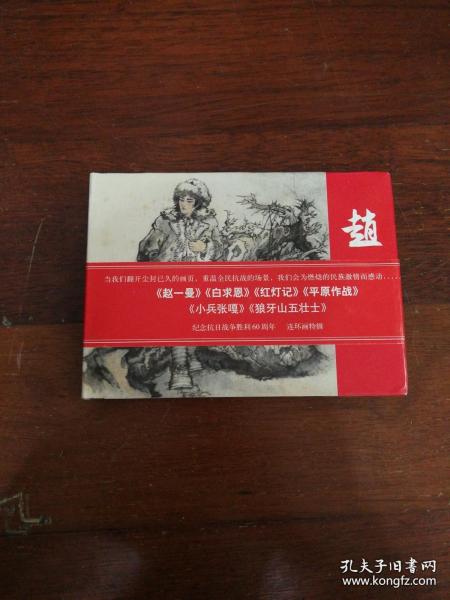 趙
当我们翻开尘封已久的画页，重温全民抗战的场景，我们会为燃烧的民族激情而感动.....
《赵一曼》《白求恩》《红灯记》《平原作战》
《小兵张嘎》《狼牙山五壮士》
纪念抗日战争胜利60周年 连环画特辑
孔夫子旧书网
www.kongfz.com